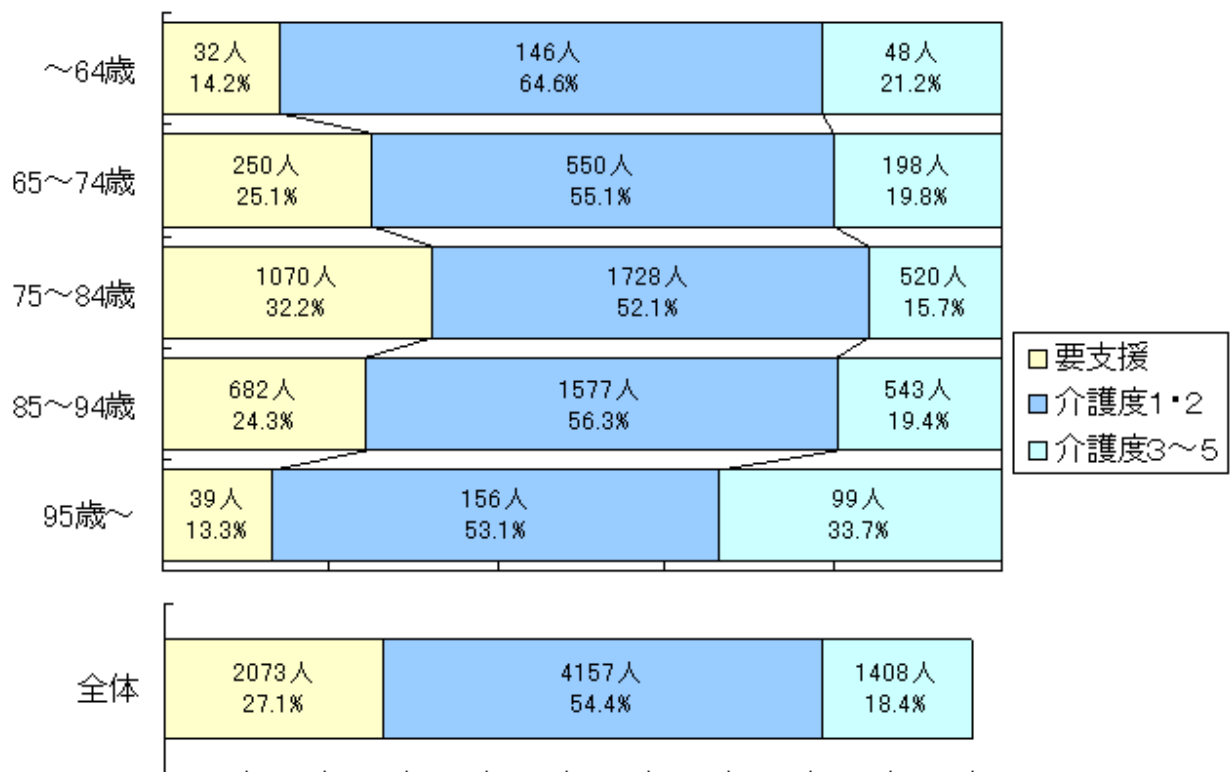 ～64歳
32人
14.2%
146人
64.6%
48人
21.2%
65～74歳
250人
25.1%
550人
55.1%
198人
19.8%
75～84歳
1070人
32.2%
1728人
52.1%
520人
15.7%
85～94歳
682人
24.3%
1577人
56.3%
543人
19.4%
95歳～
39人
13.3%
156人
53.1%
99人
33.7%
要支援
介護度1・2
介護度3～5
全体
2073人
27.1%
4157人
54.4%
1408人
18.4%